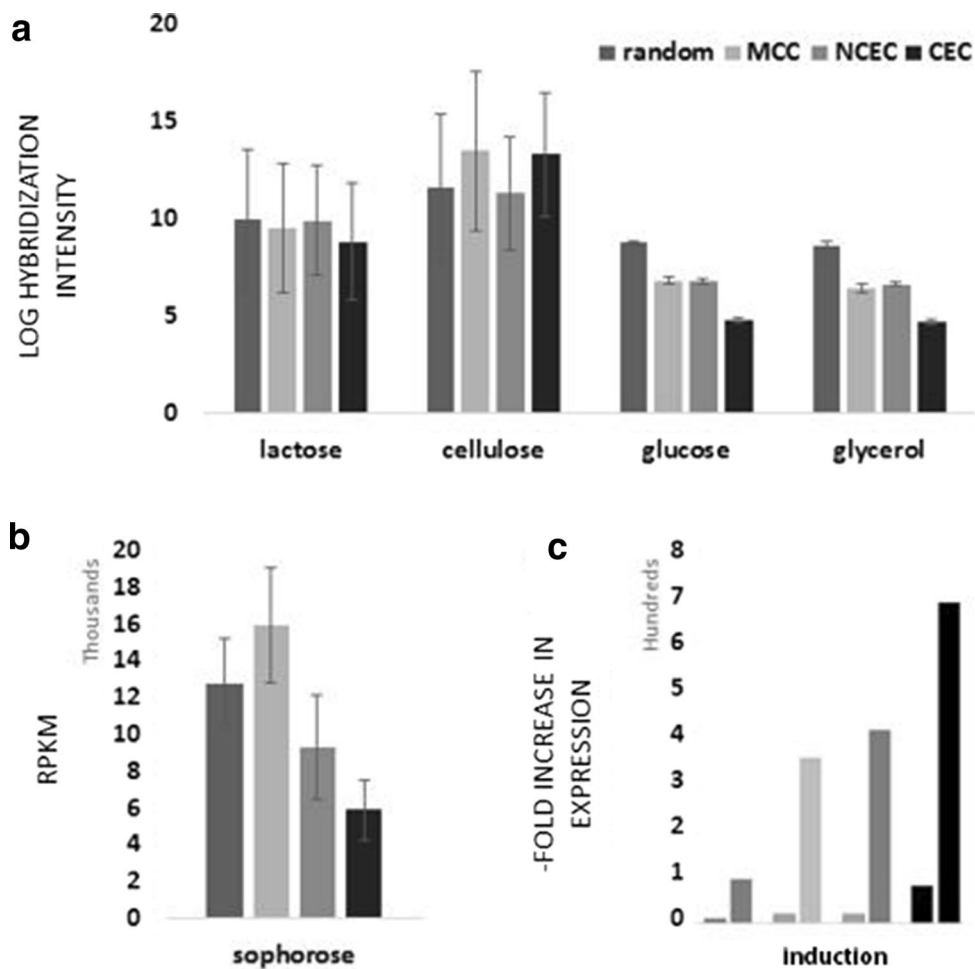 a
random MCC NCEC CEC
LOG HYBRIDIZATION
INTENSITY
20
15
10
5
0
lactose cellulose glucose glycerol
b
Thousands
RPKM
20
18
16
14
12
10
8
6
4
2
0
sophorose
c
Hundreds
-FOLD INCREASE IN
EXPRESSION
8
7
6
5
4
3
2
1
0
induction